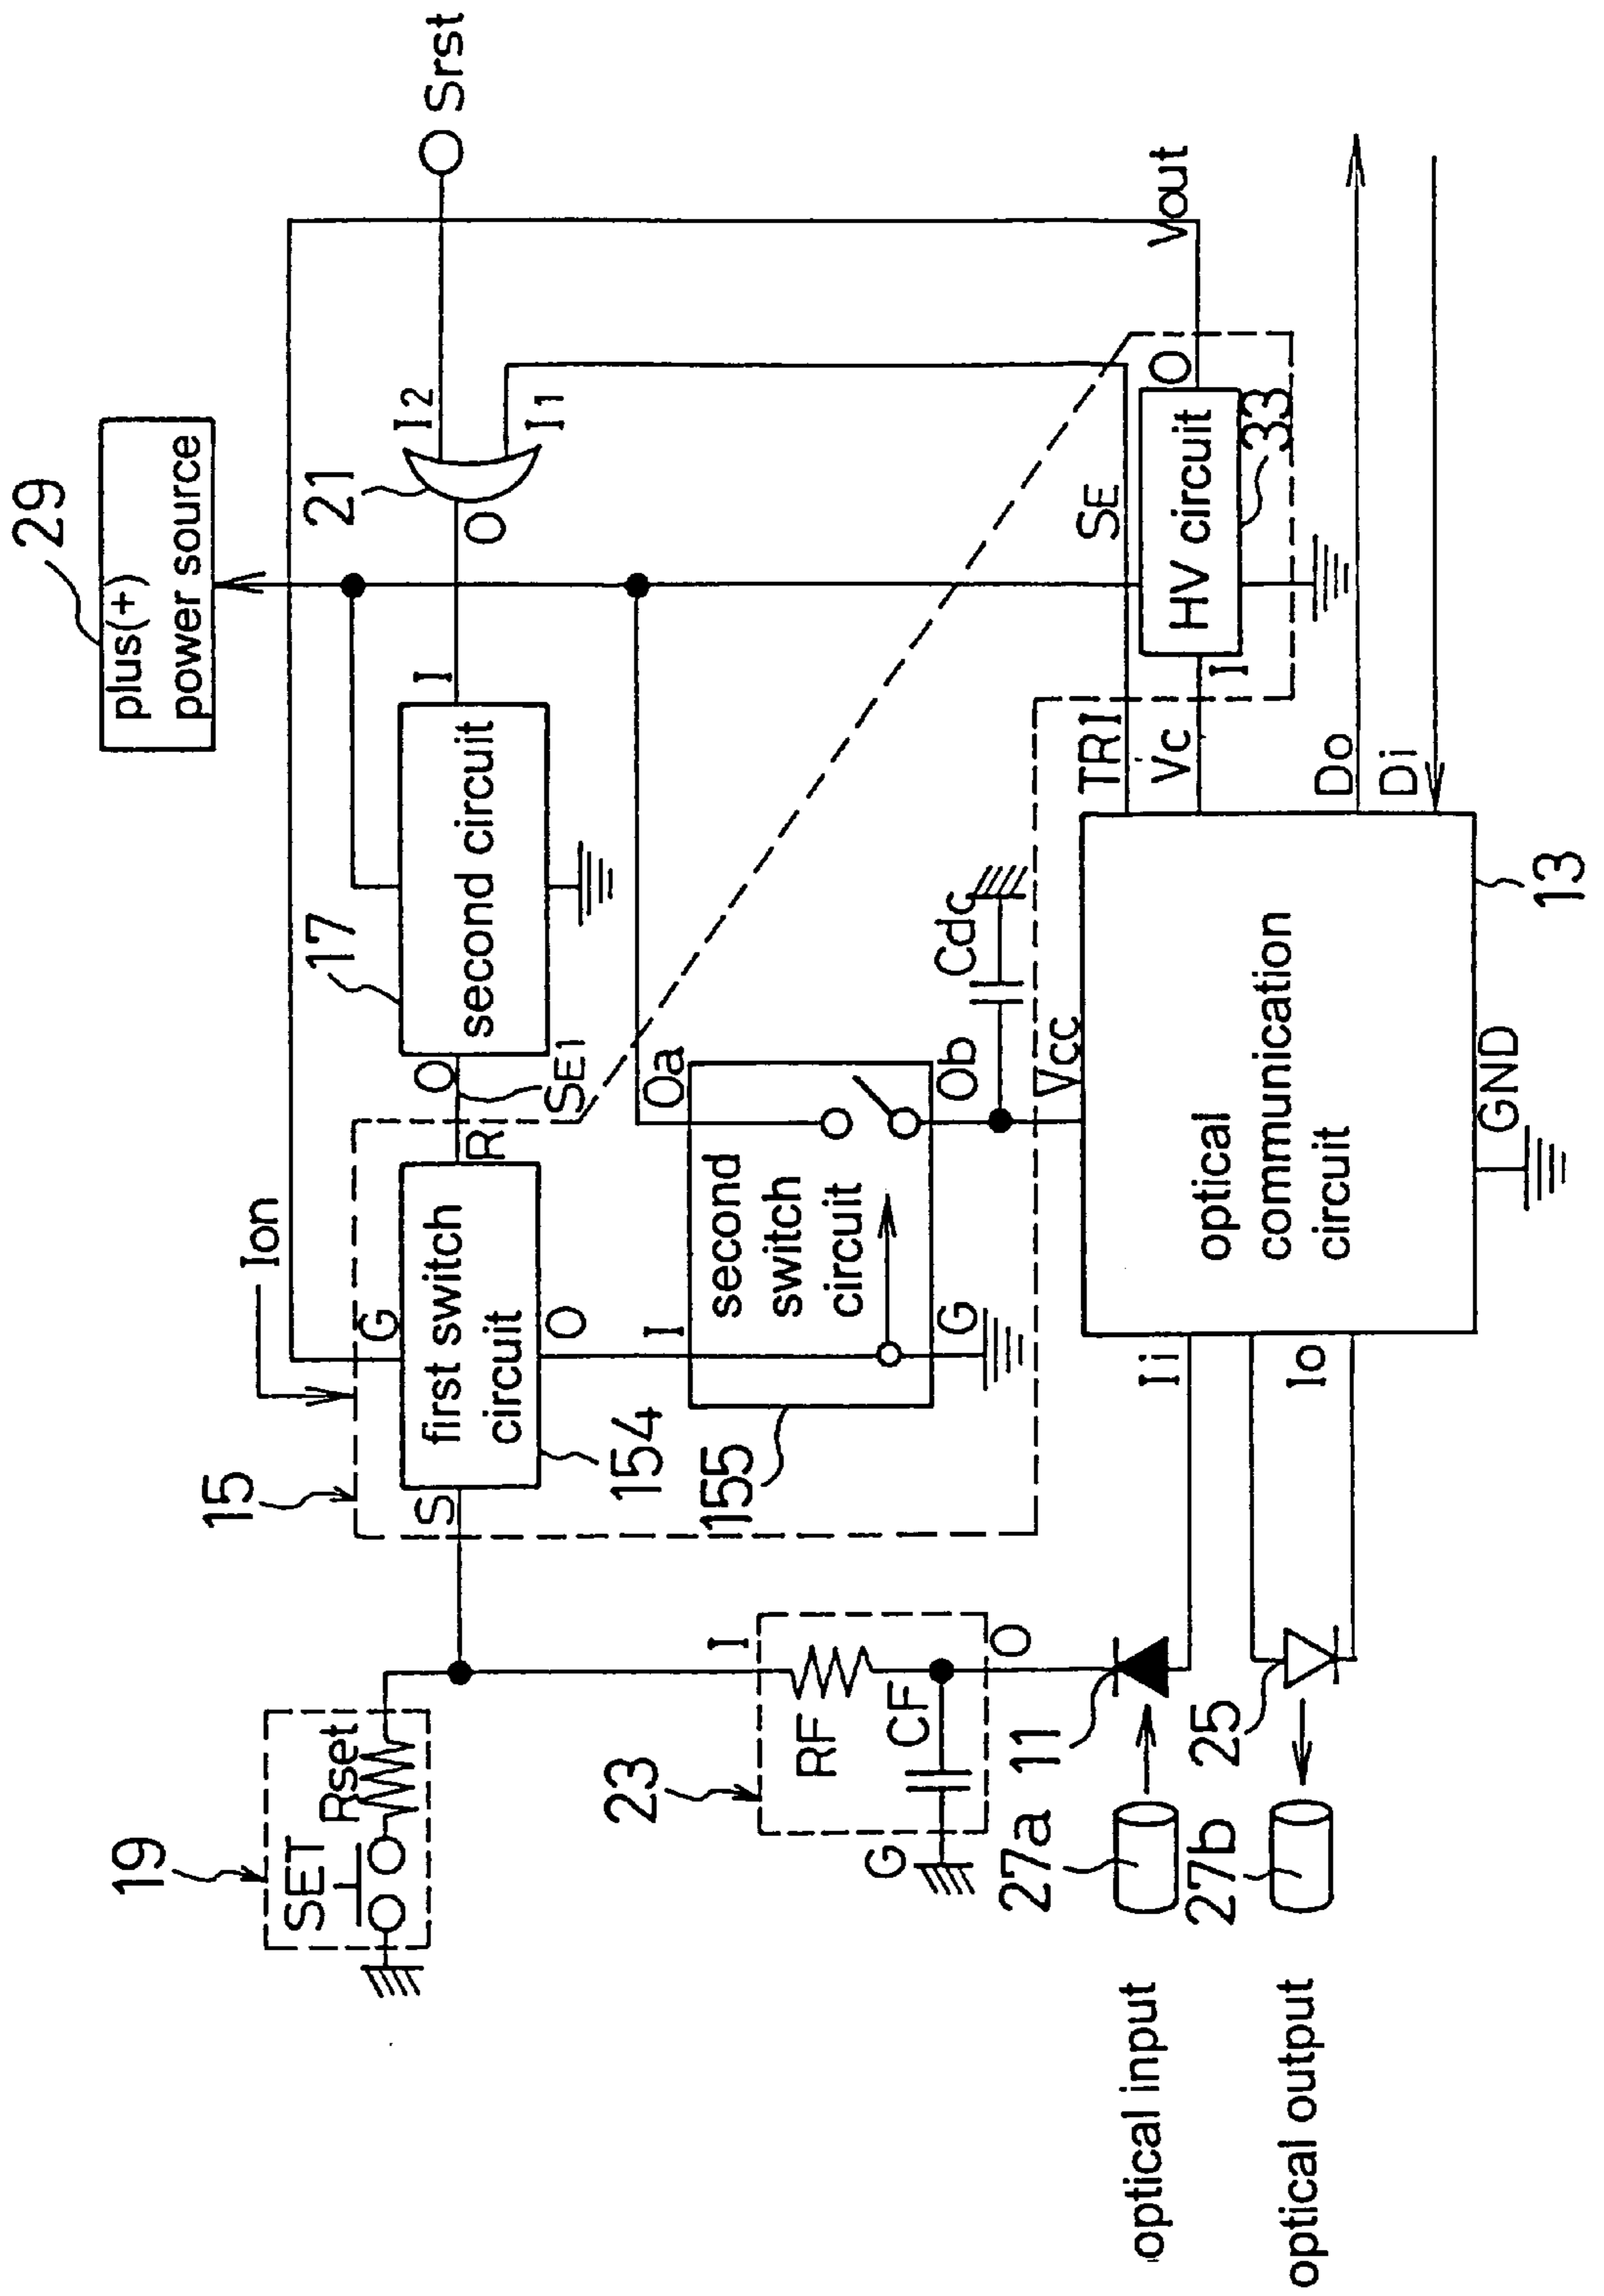 29
plus(+)
power source
Srst
I2
I1
21
O
I
second circuit
17
O
SE1
R
Ion
G
first switch
circuit
O
S
15
154
19
SET
Rset
I
second
switch
circuit
Oa
Ob
G
155
Cdc
Vcc
TRI
Vc
SE
HV circuit
I
O
33
Vout
Do
Di
optical
communication
circuit
13
GND
Ii
Io
23
I
RF
CF
O
G
11
25
27a
27b
optical input
optical output